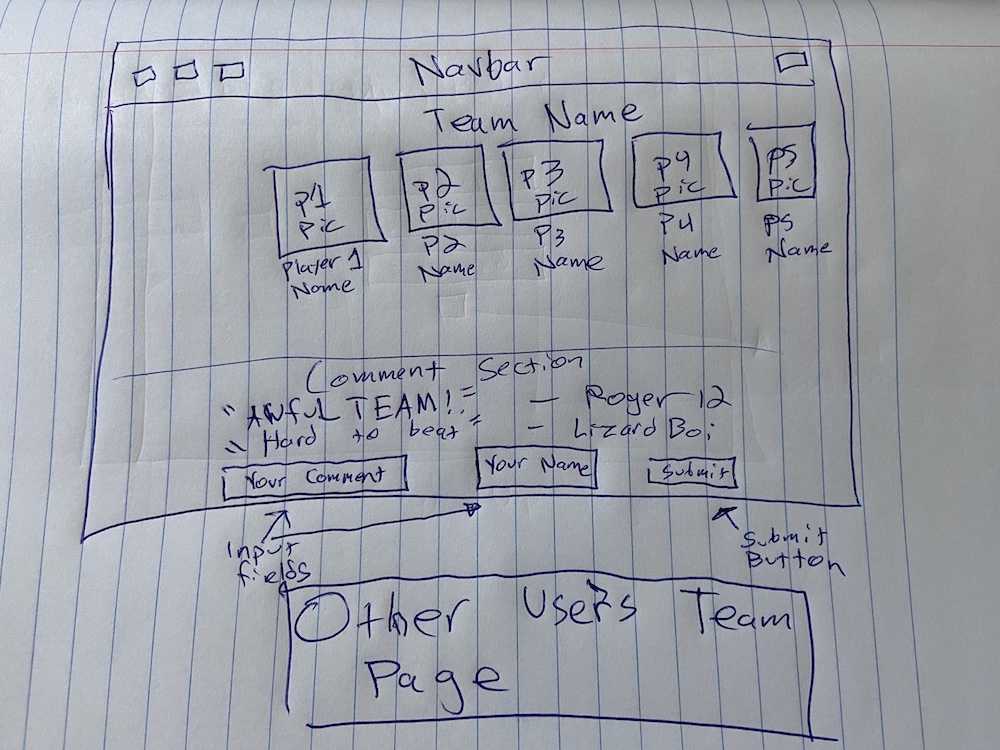 Navbar
Team Name
P1 Pic
P2 Pic
P3 Pic
P4 Pic
P5 Pic
Player 1 Name
P2 Name
P3 Name
P4 Name
P5 Name
Comment Section
"AWfuL TEAM!!" - Roger 12
"Hard to beat" - Lizard Boi
Your Comment
Your Name
Submit
Input fields
Submit Button
Other Users Team
Page